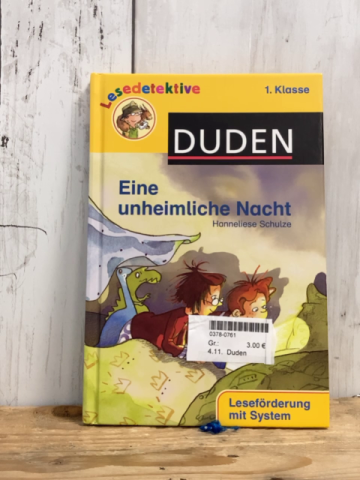 Lesedetektive
1. Klasse
DUDEN
Eine
unheimliche Nacht
Hanneliese Schulze
0378-0761
Gr.: 3.00 €
4.11. Duden
Leseförderung
mit System